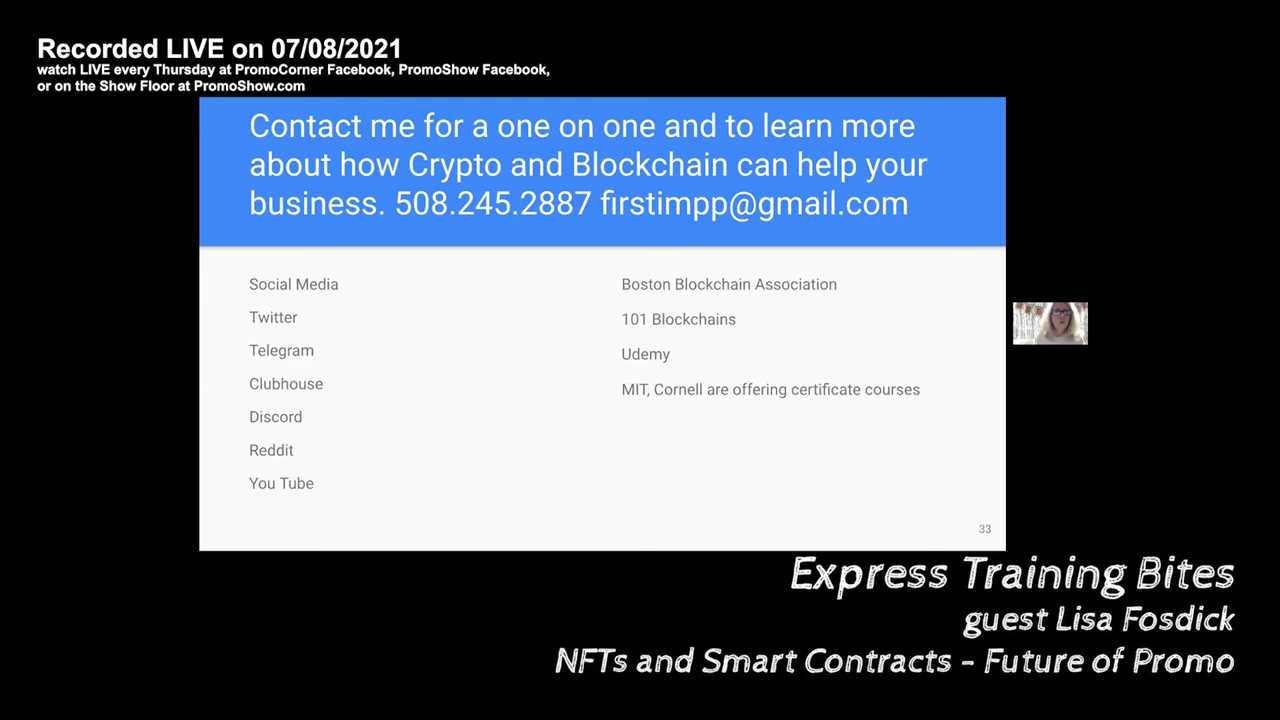 Recorded LIVE on 07/08/2021
watch LIVE every Thursday at PromoCorner Facebook, PromoShow Facebook,
or on the Show Floor at PromoShow.com
Contact me for a one on one and to learn more
about how Crypto and Blockchain can help your
business. 508.245.2887 firstimpp@gmail.com
Social Media
Twitter
Telegram
Clubhouse
Discord
Reddit
You Tube
Boston Blockchain Association
101 Blockchains
Udemy
MIT, Cornell are offering certificate courses
33
Express Training Bites
guest Lisa Fosdick
NFTs and Smart Contracts - Future of Promo